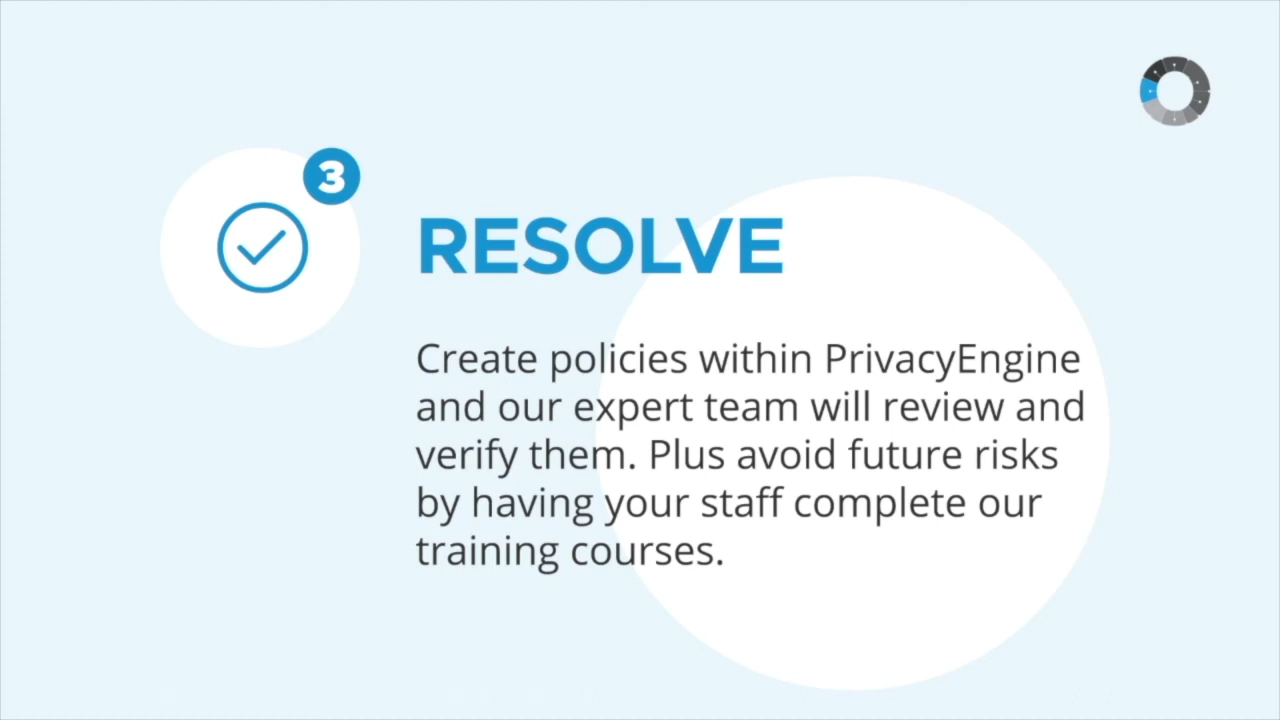 3
RESOLVE
Create policies within PrivacyEngine
and our expert team will review and
verify them. Plus avoid future risks
by having your staff complete our
training courses.